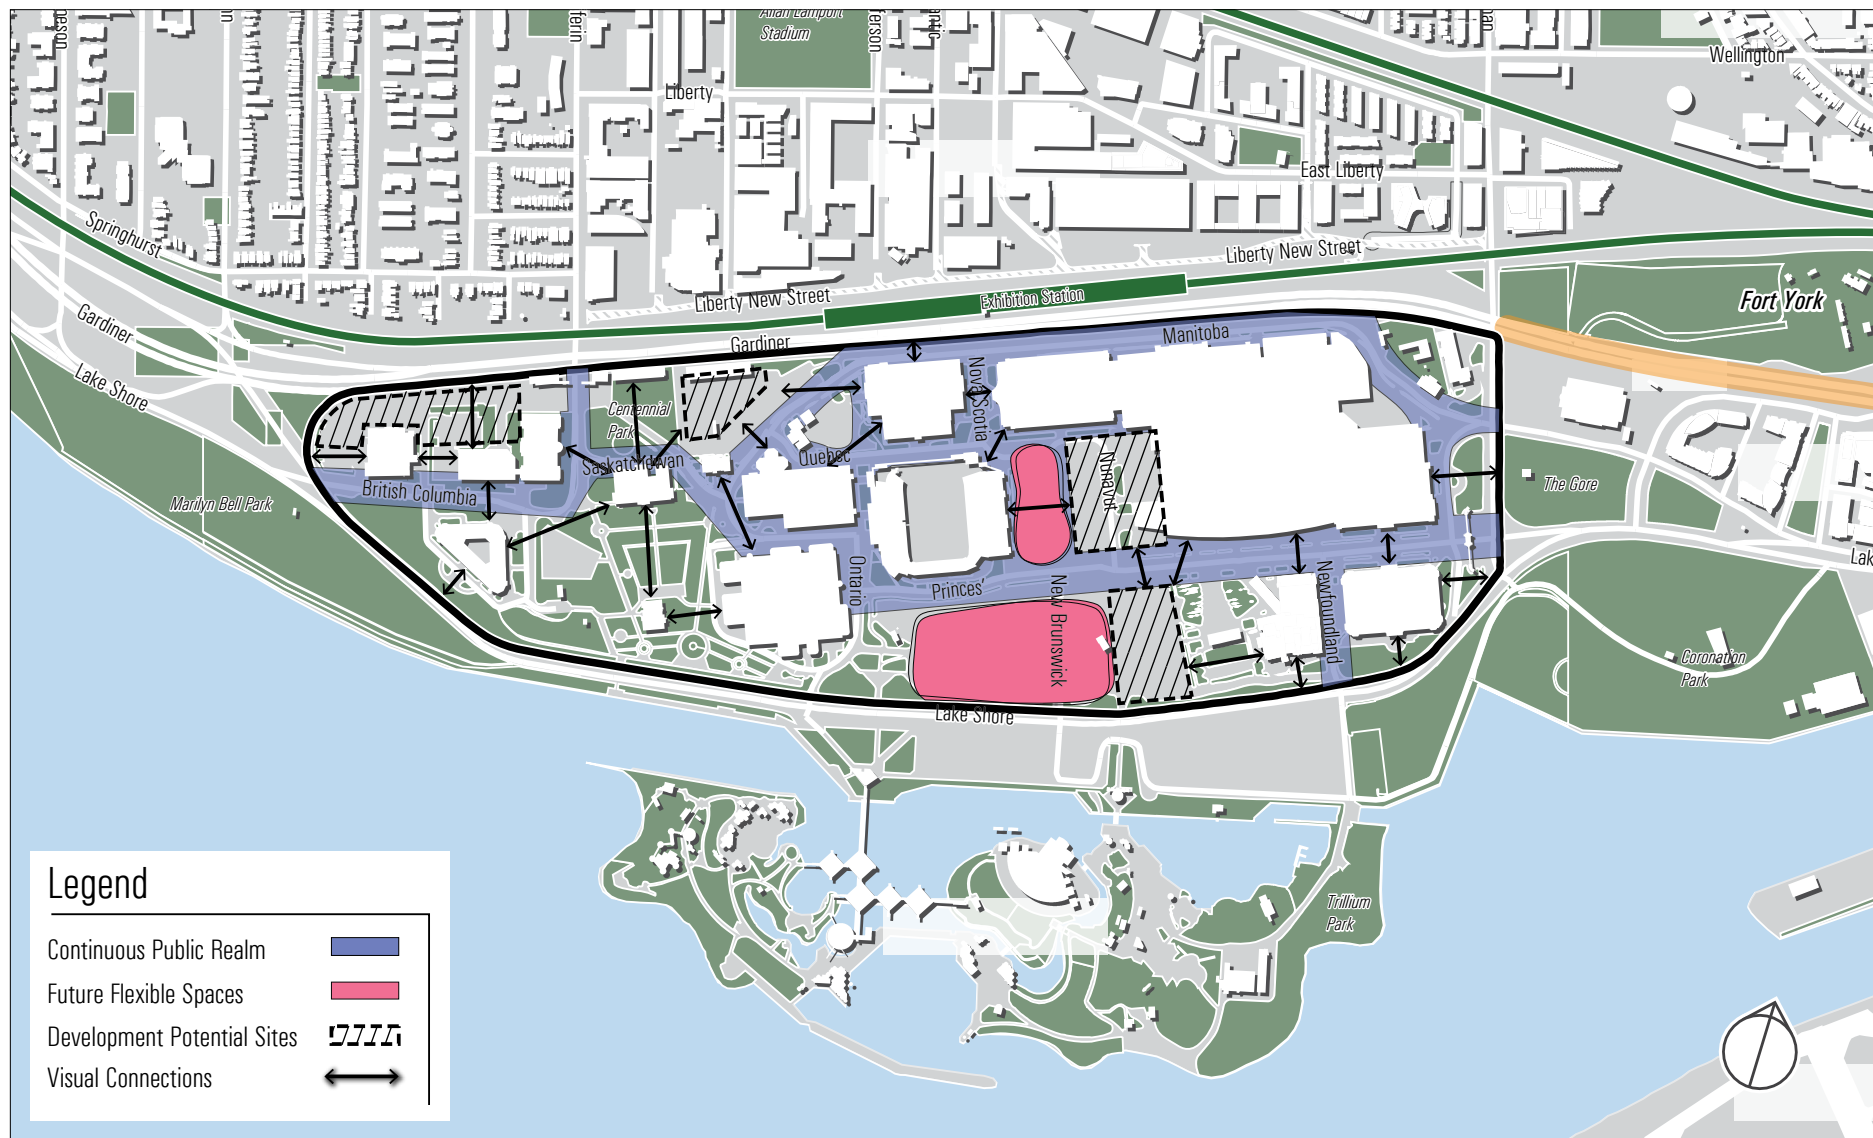 Allan Lamport
Stadium
Wellington
Liberty
East Liberty
Springhurst
Liberty New Street
Liberty New Street
Exhibition Station
Fort York
Gardiner
Gardiner
Manitoba
Lake Shore
Nova Scotia
Centennial
Park
Quebec
Saskatchewan
Nunavut
British Columbia
The Gore
Marilyn Bell Park
Ontario
Princes'
New Brunswick
Newfoundland
Coronation
Park
Lake Shore
Trillium
Park
Legend
Continuous Public Realm
Future Flexible Spaces
Development Potential Sites
Visual Connections